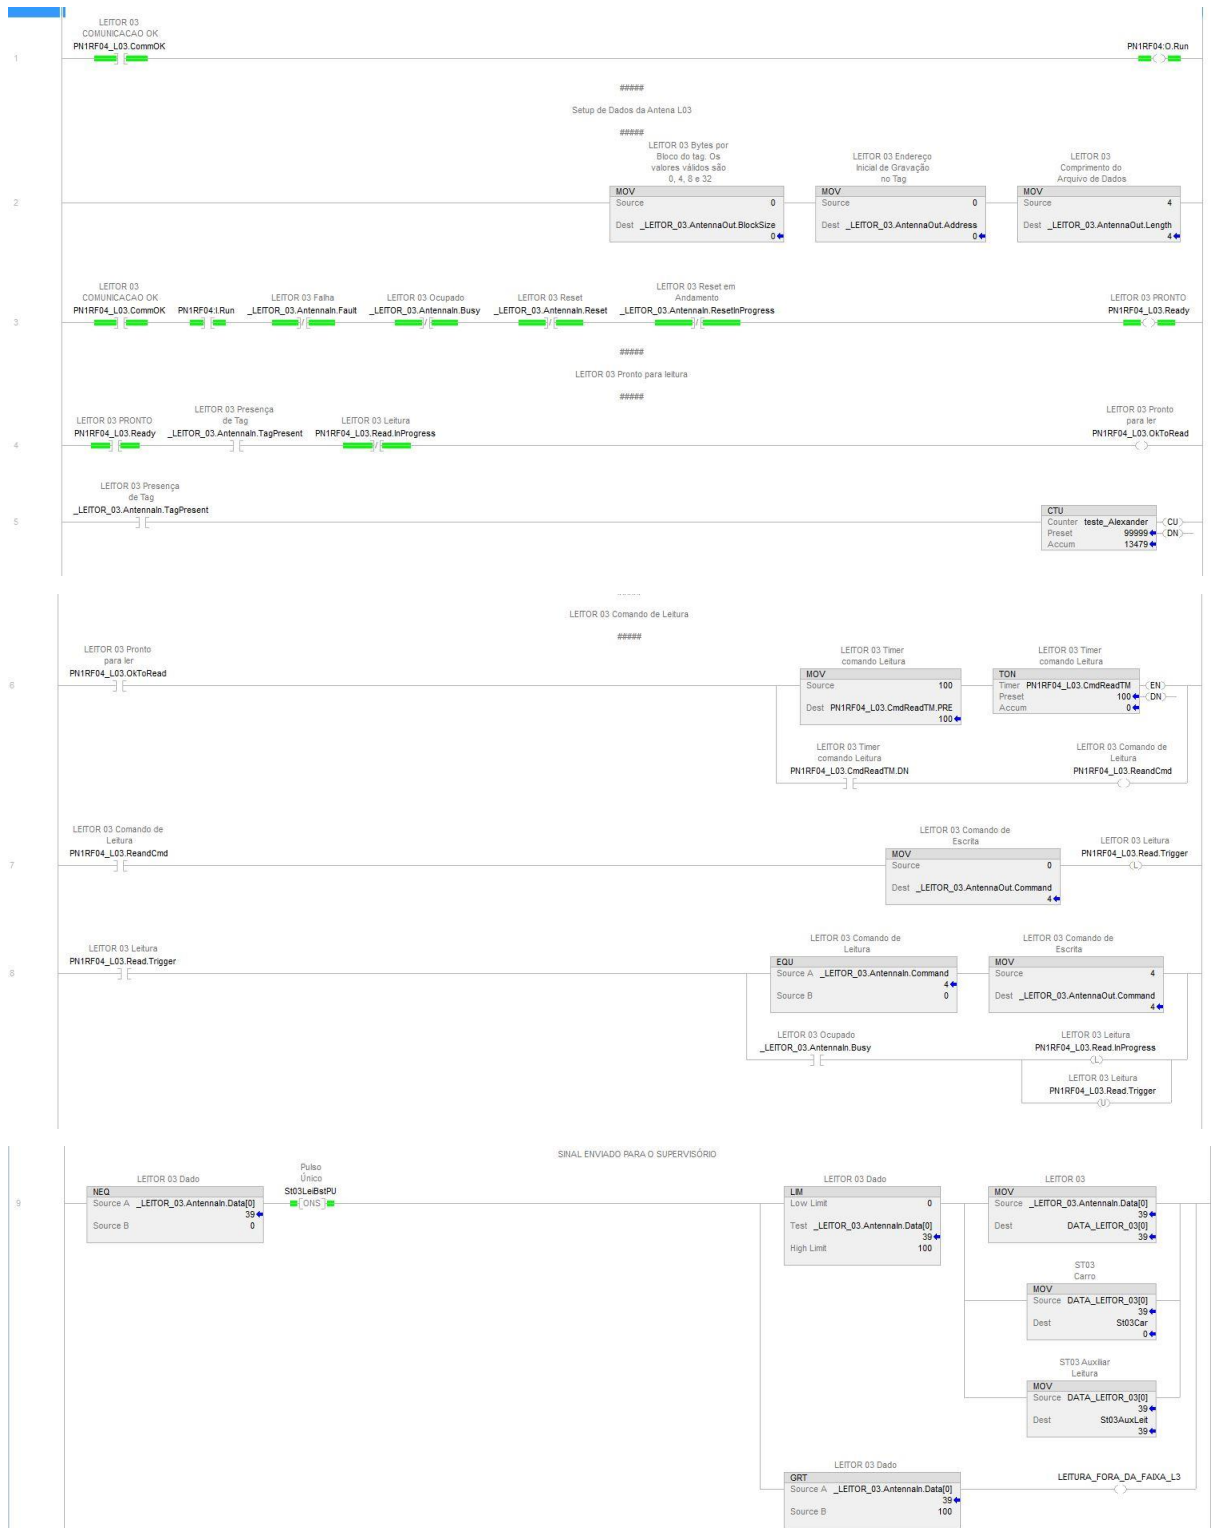 LEITOR 03
COMUNICACAO OK
PN1RF04_L03.CommOK
PN1RF04:O.Run
1
#####
Setup de Dados da Antena L03
#####
LEITOR 03 Bytes por
Bloco do tag. Os
valores válidos são
0, 4, 8 e 32
LEITOR 03 Endereço
Inicial de Gravação
no Tag
LEITOR 03
Comprimento do
Arquivo de Dados
2
MOV
Source 0
Dest _LEITOR_03.AntennaOut.BlockSize
0
MOV
Source 0
Dest _LEITOR_03.AntennaOut.Address
0
MOV
Source 4
Dest _LEITOR_03.AntennaOut.Length
4
LEITOR 03
COMUNICACAO OK
PN1RF04_L03.CommOK
PN1RF04:I.Run
LEITOR 03 Falha
_LEITOR_03.AntennaIn.Fault
LEITOR 03 Ocupado
_LEITOR_03.AntennaIn.Busy
LEITOR 03 Reset
_LEITOR_03.AntennaIn.Reset
LEITOR 03 Reset em
Andamento
_LEITOR_03.AntennaIn.ResetInProgress
LEITOR 03 PRONTO
PN1RF04_L03.Ready
3
#####
LEITOR 03 Pronto para leitura
#####
LEITOR 03 PRONTO
PN1RF04_L03.Ready
LEITOR 03 Presença
de Tag
_LEITOR_03.AntennaIn.TagPresent
LEITOR 03 Leitura
PN1RF04_L03.Read.InProgress
LEITOR 03 Pronto
para ler
PN1RF04_L03.OkToRead
4
LEITOR 03 Presença
de Tag
_LEITOR_03.AntennaIn.TagPresent
5
CTU
Counter teste_Alexander
Preset 99999
Accum 13479
CU
DN
LEITOR 03 Comando de Leitura
#####
LEITOR 03 Pronto
para ler
PN1RF04_L03.OkToRead
6
LEITOR 03 Timer
comando Leitura
MOV
Source 100
Dest PN1RF04_L03.CmdReadTM.PRE
100
LEITOR 03 Timer
comando Leitura
TON
Timer PN1RF04_L03.CmdReadTM
Preset 100
Accum 0
EN
DN
LEITOR 03 Timer
comando Leitura
PN1RF04_L03.CmdReadTM.DN
LEITOR 03 Comando de
Leitura
PN1RF04_L03.ReandCmd
LEITOR 03 Comando de
Leitura
PN1RF04_L03.ReandCmd
7
LEITOR 03 Comando de
Escrita
MOV
Source 0
Dest _LEITOR_03.AntennaOut.Command
4
LEITOR 03 Leitura
PN1RF04_L03.Read.Trigger
L
LEITOR 03 Leitura
PN1RF04_L03.Read.Trigger
8
LEITOR 03 Comando de
Leitura
EQU
Source A _LEITOR_03.AntennaIn.Command
4
Source B 0
LEITOR 03 Comando de
Escrita
MOV
Source 4
Dest _LEITOR_03.AntennaOut.Command
4
LEITOR 03 Ocupado
_LEITOR_03.AntennaIn.Busy
LEITOR 03 Leitura
PN1RF04_L03.Read.InProgress
L
LEITOR 03 Leitura
PN1RF04_L03.Read.Trigger
U
SINAL ENVIADO PARA O SUPERVISÓRIO
9
LEITOR 03 Dado
NEQ
Source A _LEITOR_03.AntennaIn.Data[0]
39
Source B 0
Pulso
Único
St03LeiBstPU
ONS
LEITOR 03 Dado
LIM
Low Limit 0
Test _LEITOR_03.AntennaIn.Data[0]
39
High Limit 100
LEITOR 03
MOV
Source _LEITOR_03.AntennaIn.Data[0]
39
Dest DATA_LEITOR_03[0]
39
ST03
Carro
MOV
Source DATA_LEITOR_03[0]
39
Dest St03Car
0
ST03 Auxiliar
Leitura
MOV
Source DATA_LEITOR_03[0]
39
Dest St03AuxLeit
39
LEITOR 03 Dado
GRT
Source A _LEITOR_03.AntennaIn.Data[0]
39
Source B 100
LEITURA_FORA_DA_FAIXA_L3